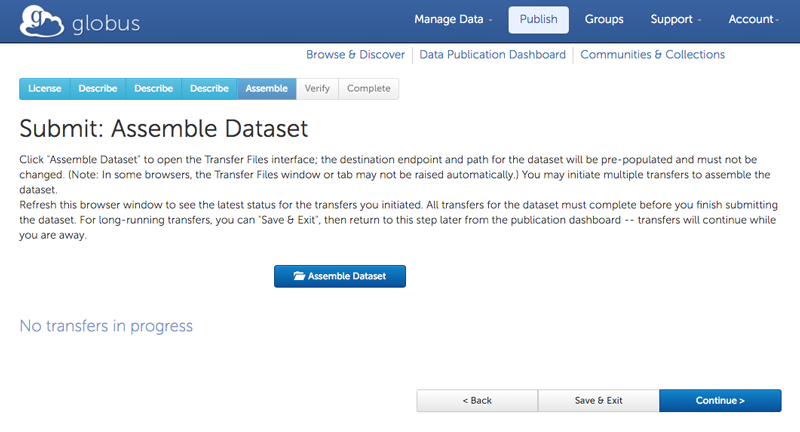 g globus
Manage Data Publish Groups Support Account
Browse & Discover Data Publication Dashboard Communities & Collections
License Describe Describe Describe Assemble Verify Complete
Submit: Assemble Dataset
Click "Assemble Dataset" to open the Transfer Files interface; the destination endpoint and path for the dataset will be pre-populated and must not be
changed. (Note: In some browsers, the Transfer Files window or tab may not be raised automatically.) You may initiate multiple transfers to assemble the
dataset.
Refresh this browser window to see the latest status for the transfers you initiated. All transfers for the dataset must complete before you finish submitting
the dataset. For long-running transfers, you can "Save & Exit", then return to this step later from the publication dashboard -- transfers will continue while
you are away.
Assemble Dataset
No transfers in progress
< Back Save & Exit Continue >